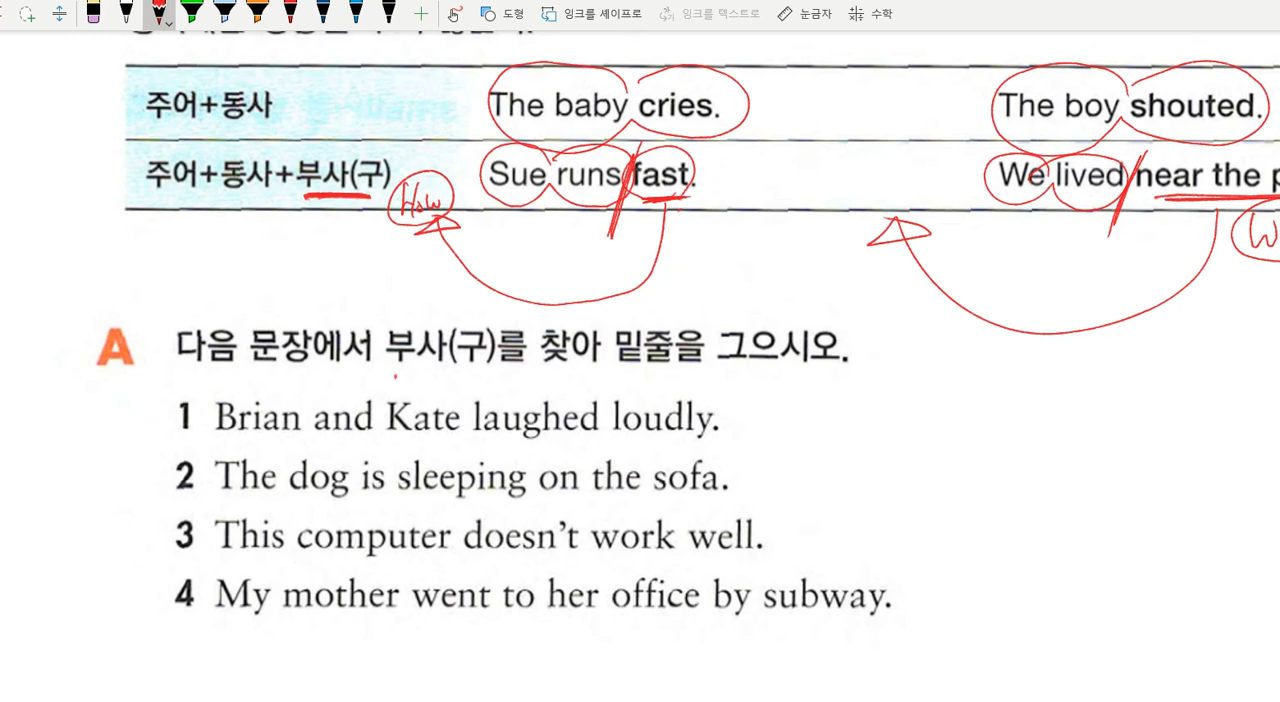 도형 잉크를 셰이프로 잉크를 텍스트로 눈금자 수학
주어+동사 The baby cries. The boy shouted.
주어+동사+부사(구) Sue runs fast. We lived near the p
How W
A 다음 문장에서 부사(구)를 찾아 밑줄을 그으시오.
1 Brian and Kate laughed loudly.
2 The dog is sleeping on the sofa.
3 This computer doesn't work well.
4 My mother went to her office by subway.